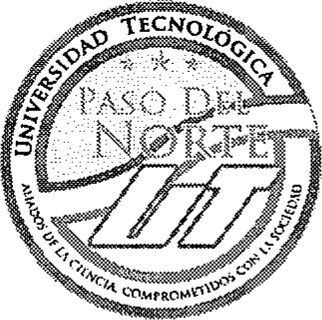 UNIVERSIDAD TECNOLÓGICA
PASO DEL
NORTE
UT
ALIADOS DE LA CIENCIA, COMPROMETIDOS CON LA SOCIEDAD